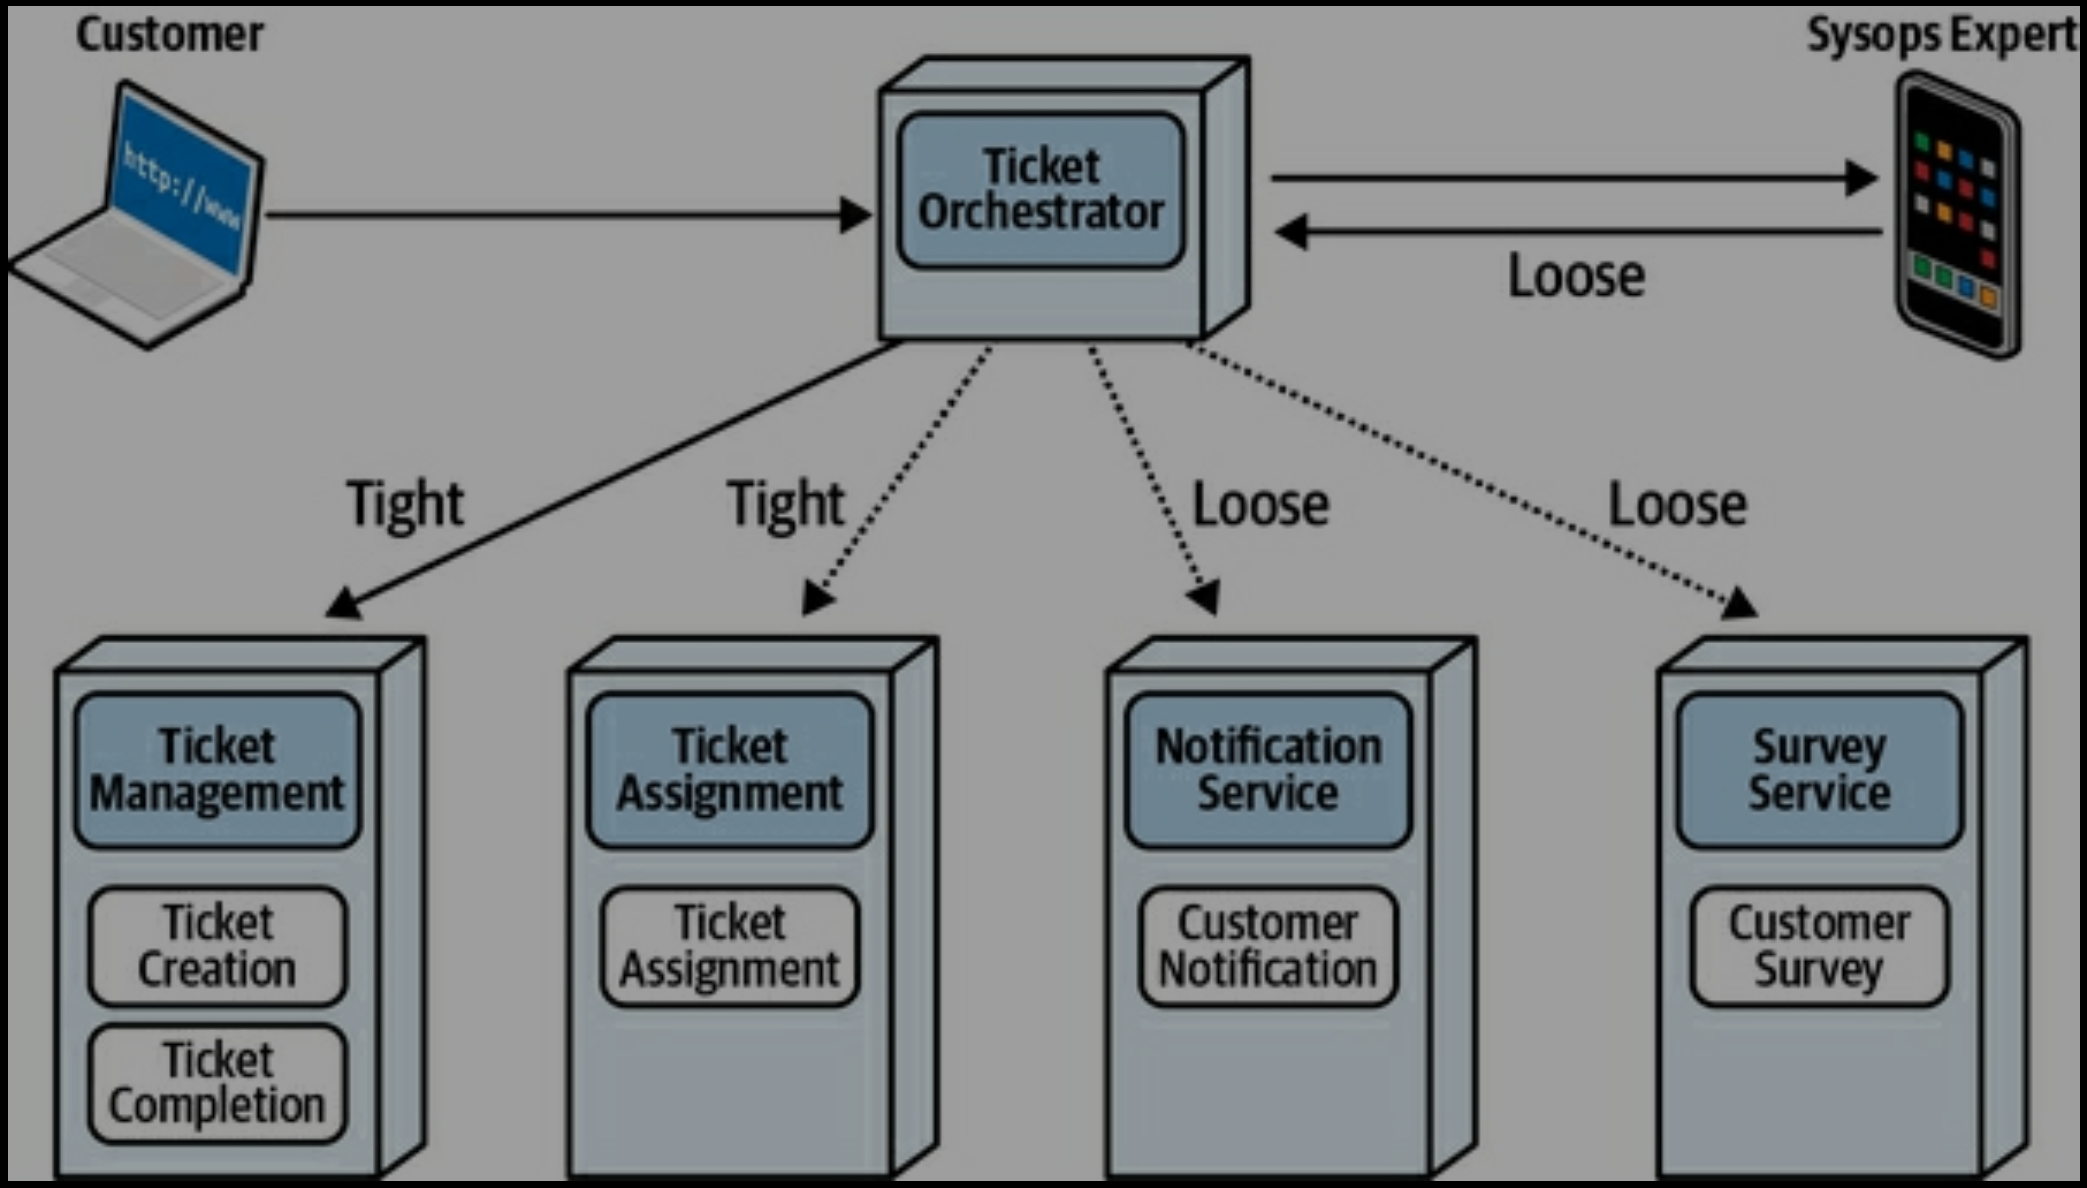 Customer
Sysops Expert
http://www
Ticket
Orchestrator
Loose
Tight
Tight
Loose
Loose
Ticket
Management
Ticket
Creation
Ticket
Completion
Ticket
Assignment
Ticket
Assignment
Notification
Service
Customer
Notification
Survey
Service
Customer
Survey